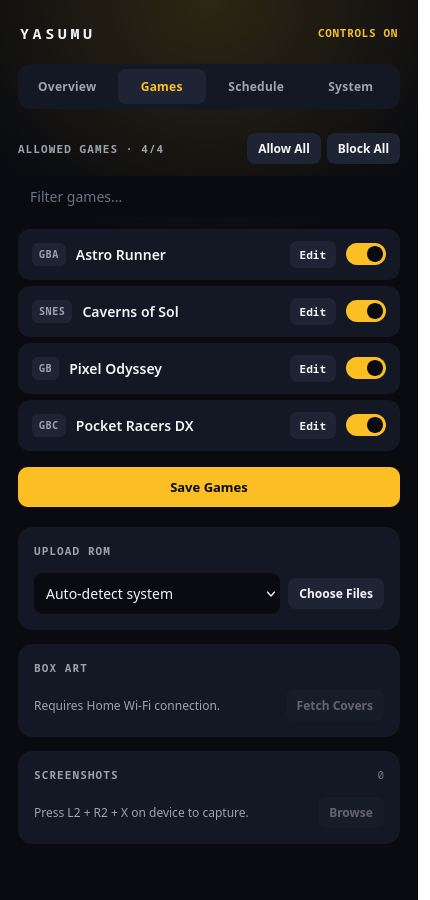 YASUMU
CONTROLS ON
Overview
Games
Schedule
System
ALLOWED GAMES · 4/4
Allow All
Block All
Filter games...
GBA Astro Runner Edit
SNES Caverns of Sol Edit
GB Pixel Odyssey Edit
GBC Pocket Racers DX Edit
Save Games
UPLOAD ROM
Auto-detect system
Choose Files
BOX ART
Requires Home Wi-Fi connection.
Fetch Covers
SCREENSHOTS
0
Press L2 + R2 + X on device to capture.
Browse